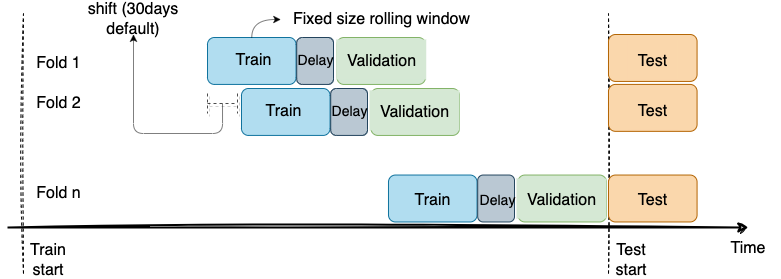 shift (30days
default)
Fixed size rolling window
Fold 1
Train
Delay
Validation
Test
Fold 2
Train
Delay
Validation
Test
Fold n
Train
Delay
Validation
Test
Train
start
Test
start
Time